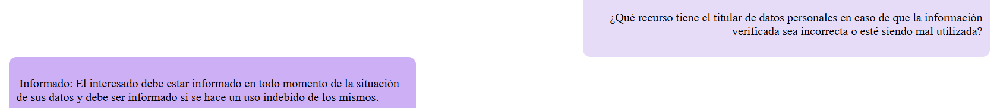 ¿Qué recurso tiene el titular de datos personales en caso de que la información
verificada sea incorrecta o esté siendo mal utilizada?
Informado: El interesado debe estar informado en todo momento de la situación
de sus datos y debe ser informado si se hace un uso indebido de los mismos.